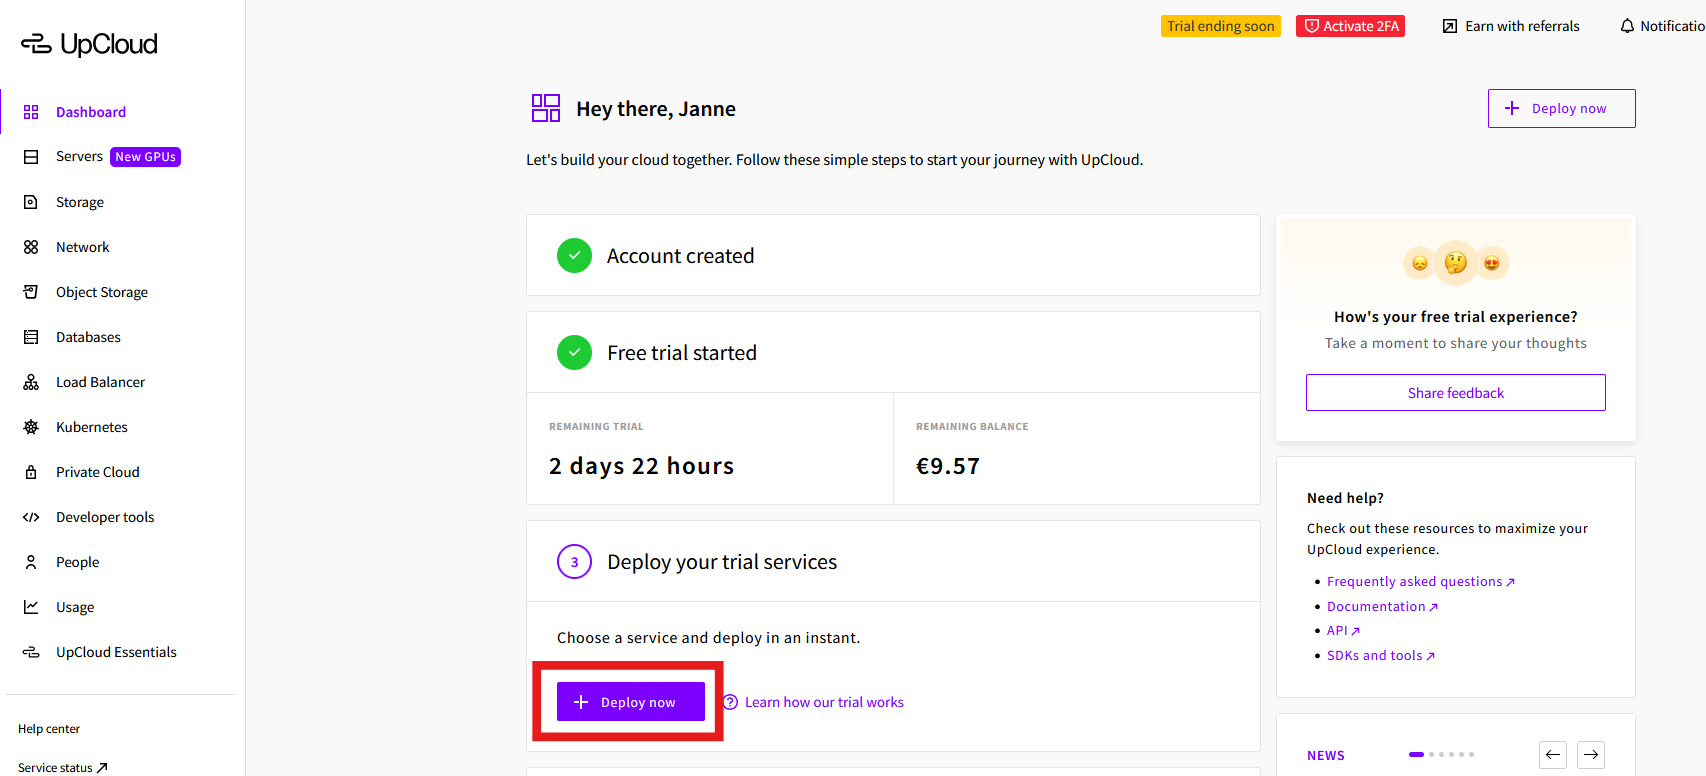 UpCloud
Dashboard
Servers New GPUs
Storage
Network
Object Storage
Databases
Load Balancer
Kubernetes
Private Cloud
Developer tools
People
Usage
UpCloud Essentials
Help center
Service status
Trial ending soon
Activate 2FA
Earn with referrals
Notificatio
Hey there, Janne
Deploy now
Let's build your cloud together. Follow these simple steps to start your journey with UpCloud.
Account created
Free trial started
REMAINING TRIAL
2 days 22 hours
REMAINING BALANCE
€9.57
3 Deploy your trial services
Choose a service and deploy in an instant.
Deploy now
Learn how our trial works
How's your free trial experience?
Take a moment to share your thoughts
Share feedback
Need help?
Check out these resources to maximize your
UpCloud experience.
Frequently asked questions
Documentation
API
SDKs and tools
NEWS